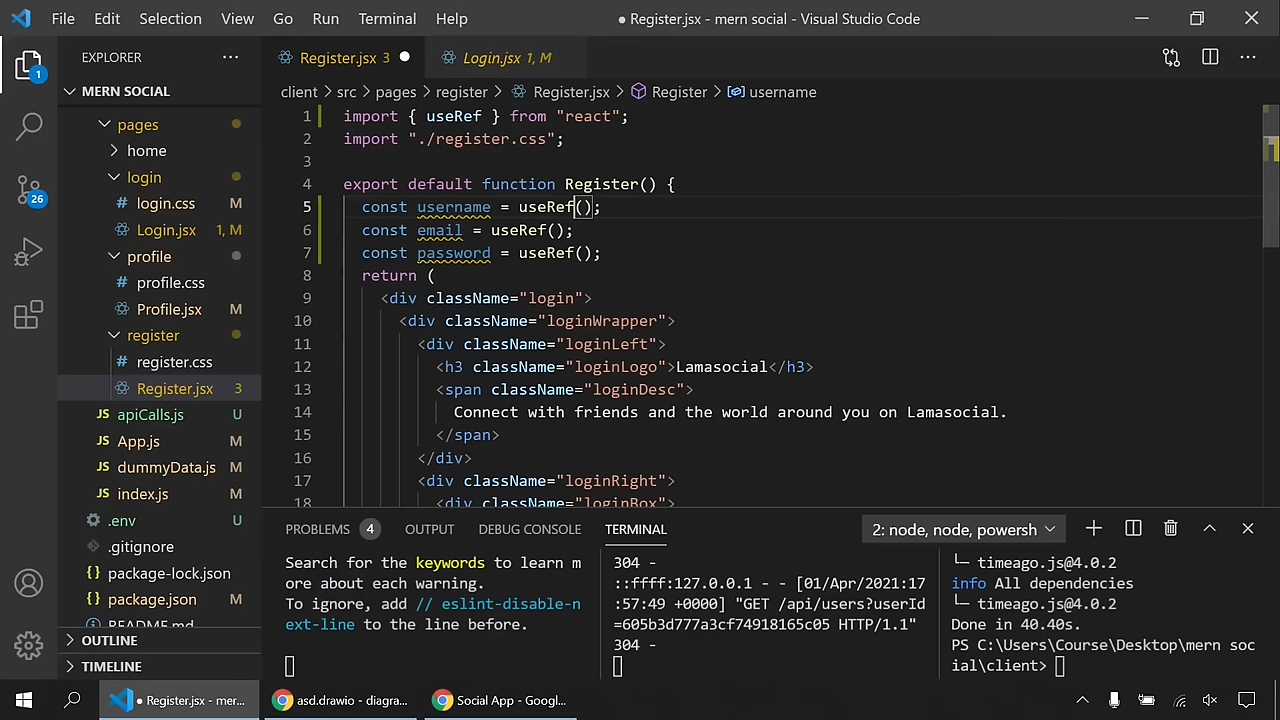 File Edit Selection View Go Run Terminal Help ● Register.jsx - mern social - Visual Studio Code
EXPLORER
MERN SOCIAL
pages
home
login
login.css M
Login.jsx 1, M
profile
profile.css
Profile.jsx M
register
register.css
Register.jsx 3
apiCalls.js U
App.js M
dummyData.js M
index.js M
.env U
.gitignore
package-lock.json
package.json M
README.md
OUTLINE
TIMELINE
1
26
Register.jsx 3 Login.jsx 1, M
client > src > pages > register > Register.jsx > Register > username
1 import { useRef } from "react";
2 import "./register.css";
3
4 export default function Register() {
5 const username = useRef();
6 const email = useRef();
7 const password = useRef();
8 return (
9 <div className="login">
10 <div className="loginWrapper">
11 <div className="loginLeft">
12 <h3 className="loginLogo">Lamasocial</h3>
13 <span className="loginDesc">
14 Connect with friends and the world around you on Lamasocial.
15 </span>
16 </div>
17 <div className="loginRight">
18 <div className="loginBox">
PROBLEMS 4 OUTPUT DEBUG CONSOLE TERMINAL 2: node, node, powersh
Search for the keywords to learn m
ore about each warning.
To ignore, add // eslint-disable-n
ext-line to the line before.
304 -
::ffff:127.0.0.1 - - [01/Apr/2021:17
:57:49 +0000] "GET /api/users?userId
=605b3d777a3cf74918165c05 HTTP/1.1"
304 -
└─ timeago.js@4.0.2
info All dependencies
└─ timeago.js@4.0.2
Done in 40.40s.
PS C:\Users\Course\Desktop\mern soc
ial\client>
● Register.jsx - mer... asd.drawio - diagra... Social App - Googl...